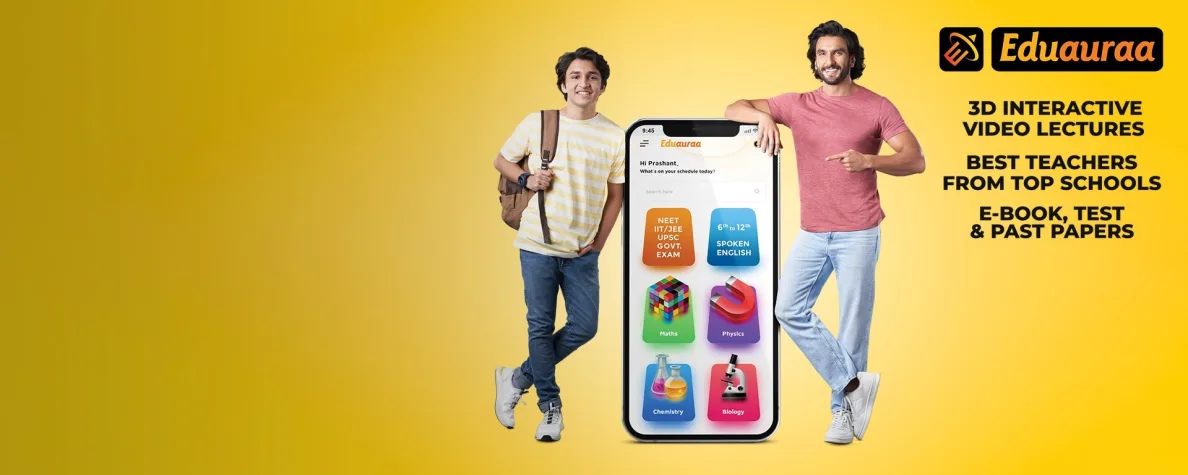 Eduauraa
3D INTERACTIVE
VIDEO LECTURES
BEST TEACHERS
FROM TOP SCHOOLS
E-BOOK, TEST
& PAST PAPERS
9:45
Eduauraa
Hi Prashant,
What's on your schedule today?
Search here
NEET
IIT/JEE
UPSC
GOVT.
EXAM
6th to 12th
SPOKEN
ENGLISH
Maths
Physics
Chemistry
Biology